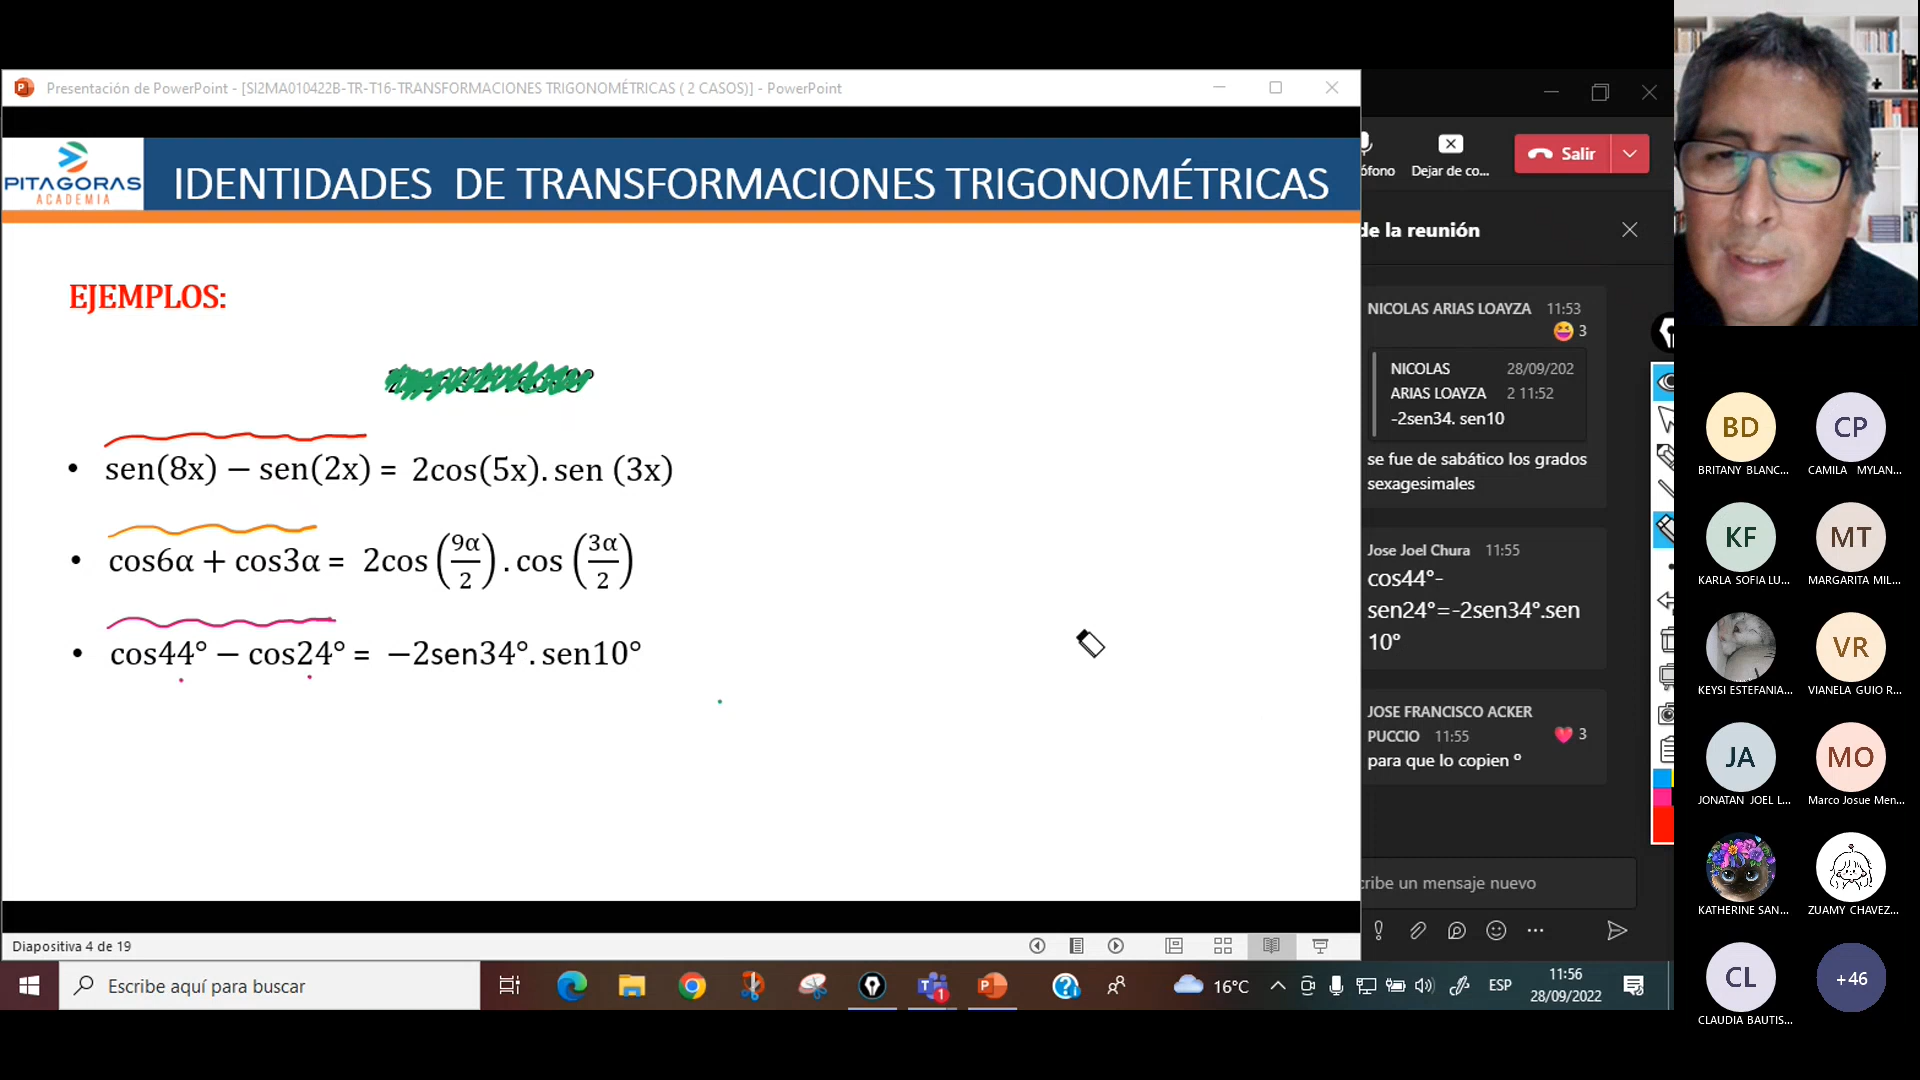 Presentación de PowerPoint - [SI2MA010422B-TR-T16-TRANSFORMACIONES TRIGONOMÉTRICAS ( 2 CASOS)] - PowerPoint
PITAGORAS
ACADEMIA
IDENTIDADES DE TRANSFORMACIONES TRIGONOMÉTRICAS
EJEMPLOS:
• sen(8x) − sen(2x) = 2cos(5x). sen (3x)
• cos6α + cos3α = 2cos (9α/2) . cos (3α/2)
• cos44° − cos24° = −2sen34°. sen10°
Diapositiva 4 de 19
ófono
Dejar de co...
Salir
de la reunión
NICOLAS ARIAS LOAYZA 11:53
😆 3
NICOLAS 28/09/202
ARIAS LOAYZA 2 11:52
-2sen34. sen10
se fue de sabático los grados
sexagesimales
Jose Joel Chura 11:55
cos44°-
sen24°=-2sen34°.sen
10°
JOSE FRANCISCO ACKER
PUCCIO 11:55
❤ 3
para que lo copien °
cribe un mensaje nuevo
BD
BRITANY BLANC...
CP
CAMILA MYLAN...
KF
KARLA SOFIA LU...
MT
MARGARITA MIL...
KEYSI ESTEFANIA...
VR
VIANELA GUIO R...
JA
JONATAN JOEL L...
MO
Marco Josue Men...
KATHERINE SAN...
ZUAMY CHAVEZ...
CL
CLAUDIA BAUTIS...
+46
Escribe aquí para buscar
1
16°C
ESP
11:56
28/09/2022